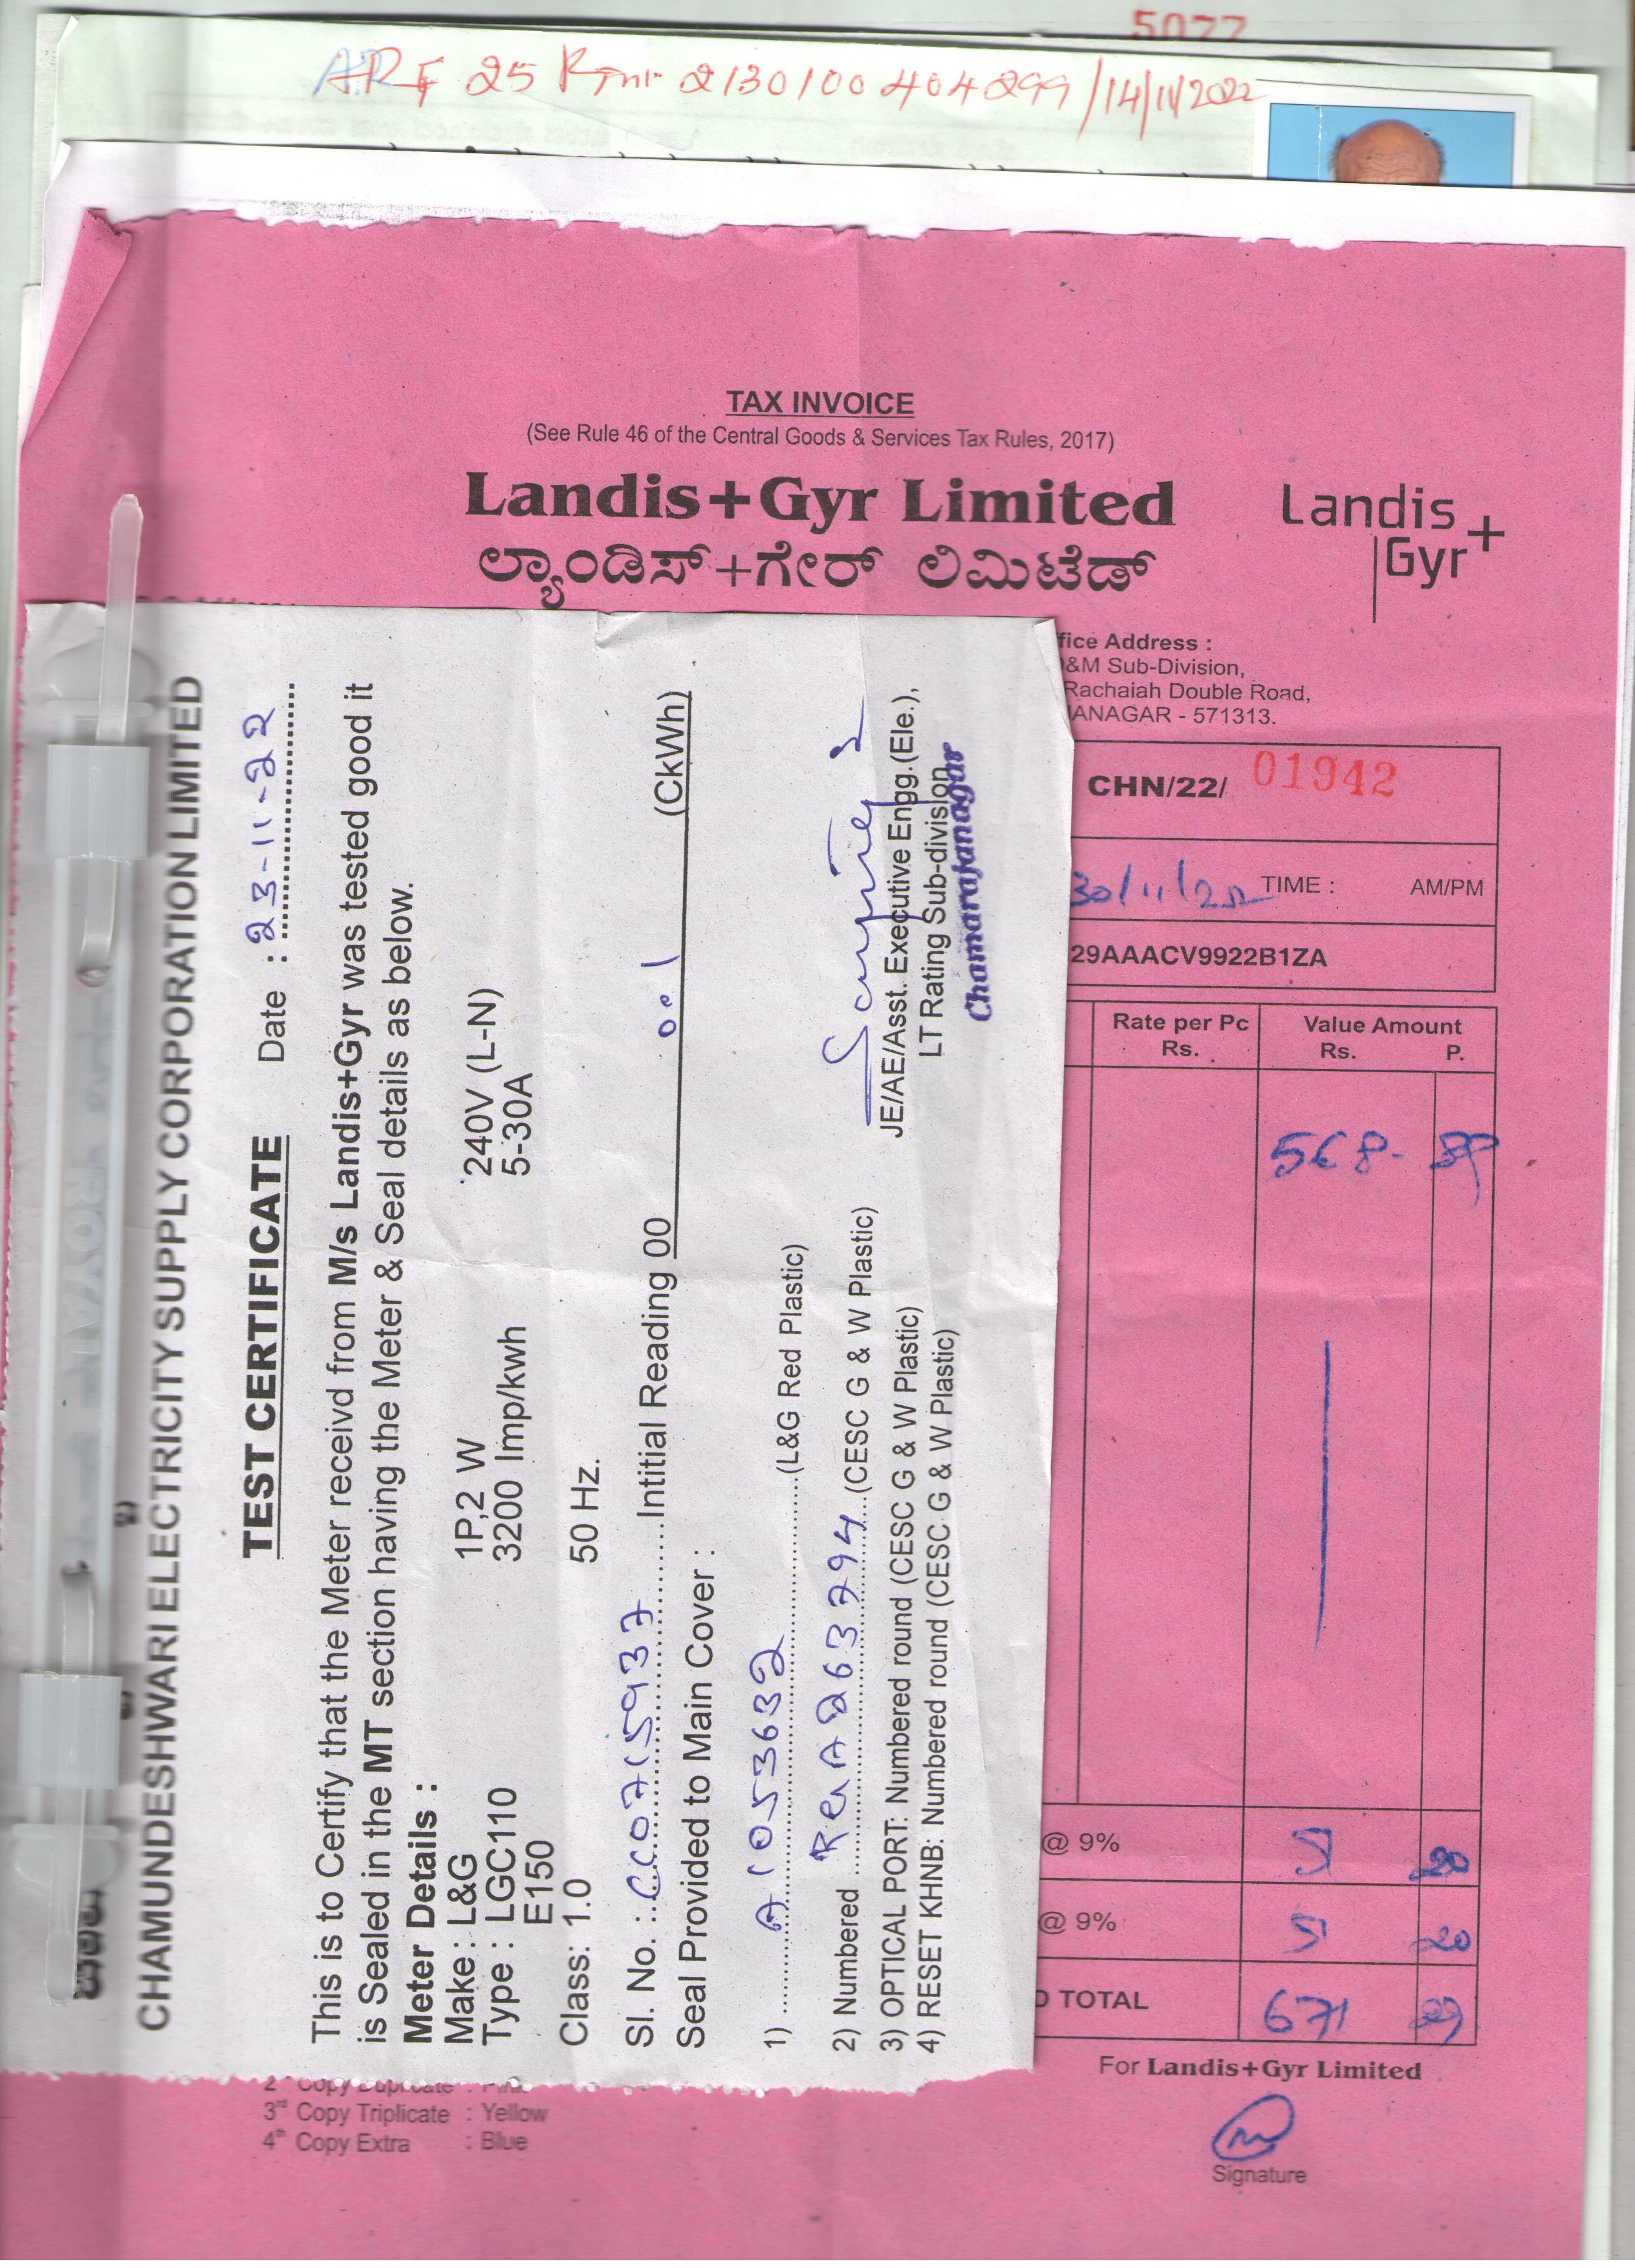 5077
ARF 25 Rjnr 2130100404299/14/11/2022
TAX INVOICE
(See Rule 46 of the Central Goods & Services Tax Rules, 2017)
Landis+Gyr Limited
ಲ್ಯಾಂಡಿಸ್+ಗೇರ್ ಲಿಮಿಟೆಡ್
Landis
Gyr+
fice Address :
&M Sub-Division,
Rachaiah Double Road,
ANAGAR - 571313.
CHN/22/ 01942
30/11/22 TIME : AM/PM
29AAACV9922B1ZA
Rate per Pc Rs.
Value Amount
Rs. P.
568- 89
@ 9% 51 20
@ 9% 51 20
TOTAL 671 29
For Landis+Gyr Limited
Signature
2 Copy Duplicate : Pink
3rd Copy Triplicate : Yellow
4th Copy Extra : Blue
CHAMUNDESHWARI ELECTRICITY SUPPLY CORPORATION LIMITED
TEST CERTIFICATE Date : 23-11-22
This is to Certify that the Meter receivd from M/s Landis+Gyr was tested good it
is Sealed in the MT section having the Meter & Seal details as below.
Meter Details :
Make : L&G 1P,2 W 240V (L-N)
Type : LGC110 3200 Imp/kwh 5-30A
E150
Class: 1.0 50 Hz.
Sl. No. : CC0715937 Intitial Reading 00 0.1 (CkWh)
Seal Provided to Main Cover :
1) A 1053632 (L&G Red Plastic)
2) Numbered A263794 (CESC G & W Plastic)
3) OPTICAL PORT: Numbered round (CESC G & W Plastic)
4) RESET KHNB: Numbered round (CESC G & W Plastic)
JE/AE/Asst. Executive Engg.(Ele.),
LT Rating Sub-division
Chamarajanagar